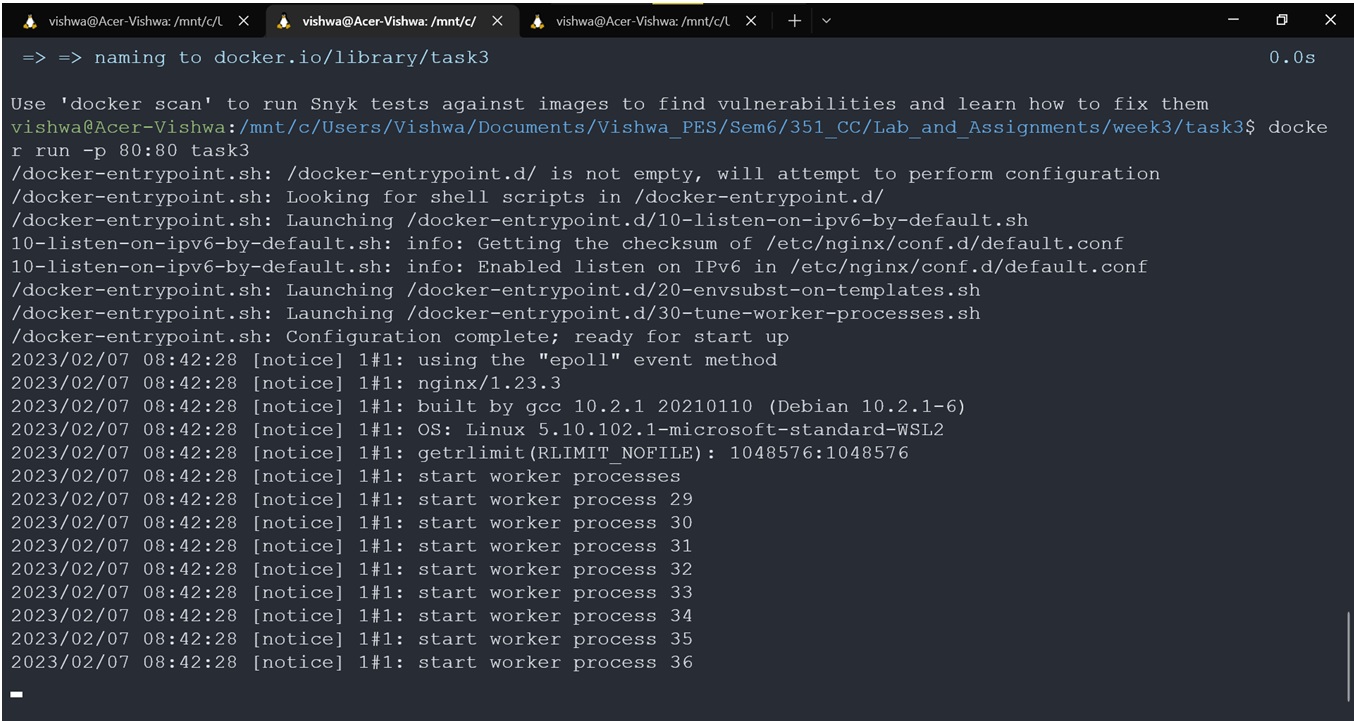 vishwa@Acer-Vishwa: /mnt/c/U
vishwa@Acer-Vishwa: /mnt/c/
vishwa@Acer-Vishwa: /mnt/c/U
=> => naming to docker.io/library/task3 0.0s
Use 'docker scan' to run Snyk tests against images to find vulnerabilities and learn how to fix them
vishwa@Acer-Vishwa:/mnt/c/Users/Vishwa/Documents/Vishwa_PES/Sem6/351_CC/Lab_and_Assignments/week3/task3$ docke
r run -p 80:80 task3
/docker-entrypoint.sh: /docker-entrypoint.d/ is not empty, will attempt to perform configuration
/docker-entrypoint.sh: Looking for shell scripts in /docker-entrypoint.d/
/docker-entrypoint.sh: Launching /docker-entrypoint.d/10-listen-on-ipv6-by-default.sh
10-listen-on-ipv6-by-default.sh: info: Getting the checksum of /etc/nginx/conf.d/default.conf
10-listen-on-ipv6-by-default.sh: info: Enabled listen on IPv6 in /etc/nginx/conf.d/default.conf
/docker-entrypoint.sh: Launching /docker-entrypoint.d/20-envsubst-on-templates.sh
/docker-entrypoint.sh: Launching /docker-entrypoint.d/30-tune-worker-processes.sh
/docker-entrypoint.sh: Configuration complete; ready for start up
2023/02/07 08:42:28 [notice] 1#1: using the "epoll" event method
2023/02/07 08:42:28 [notice] 1#1: nginx/1.23.3
2023/02/07 08:42:28 [notice] 1#1: built by gcc 10.2.1 20210110 (Debian 10.2.1-6)
2023/02/07 08:42:28 [notice] 1#1: OS: Linux 5.10.102.1-microsoft-standard-WSL2
2023/02/07 08:42:28 [notice] 1#1: getrlimit(RLIMIT_NOFILE): 1048576:1048576
2023/02/07 08:42:28 [notice] 1#1: start worker processes
2023/02/07 08:42:28 [notice] 1#1: start worker process 29
2023/02/07 08:42:28 [notice] 1#1: start worker process 30
2023/02/07 08:42:28 [notice] 1#1: start worker process 31
2023/02/07 08:42:28 [notice] 1#1: start worker process 32
2023/02/07 08:42:28 [notice] 1#1: start worker process 33
2023/02/07 08:42:28 [notice] 1#1: start worker process 34
2023/02/07 08:42:28 [notice] 1#1: start worker process 35
2023/02/07 08:42:28 [notice] 1#1: start worker process 36